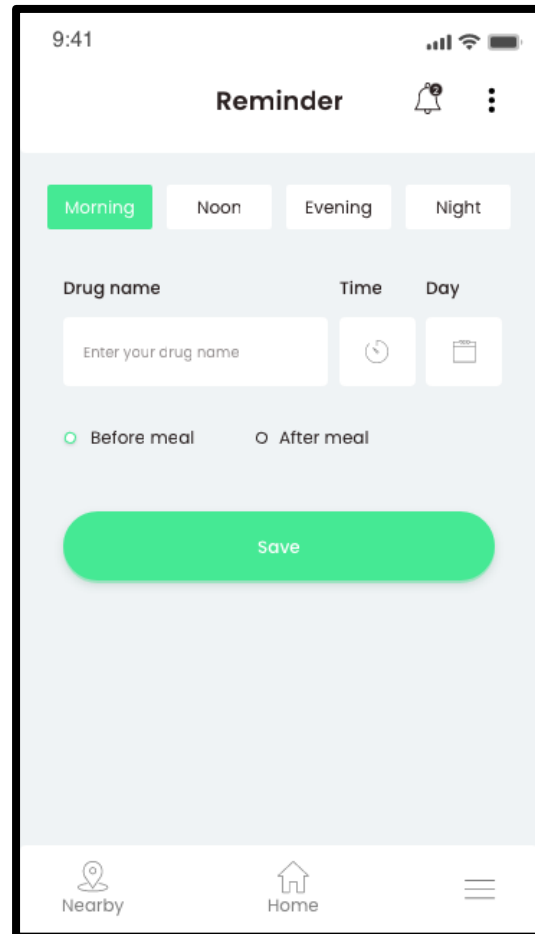 9:41
Reminder
2
Morning Noon Evening Night
Drug name Time Day
Enter your drug name
Before meal After meal
Save
Nearby Home